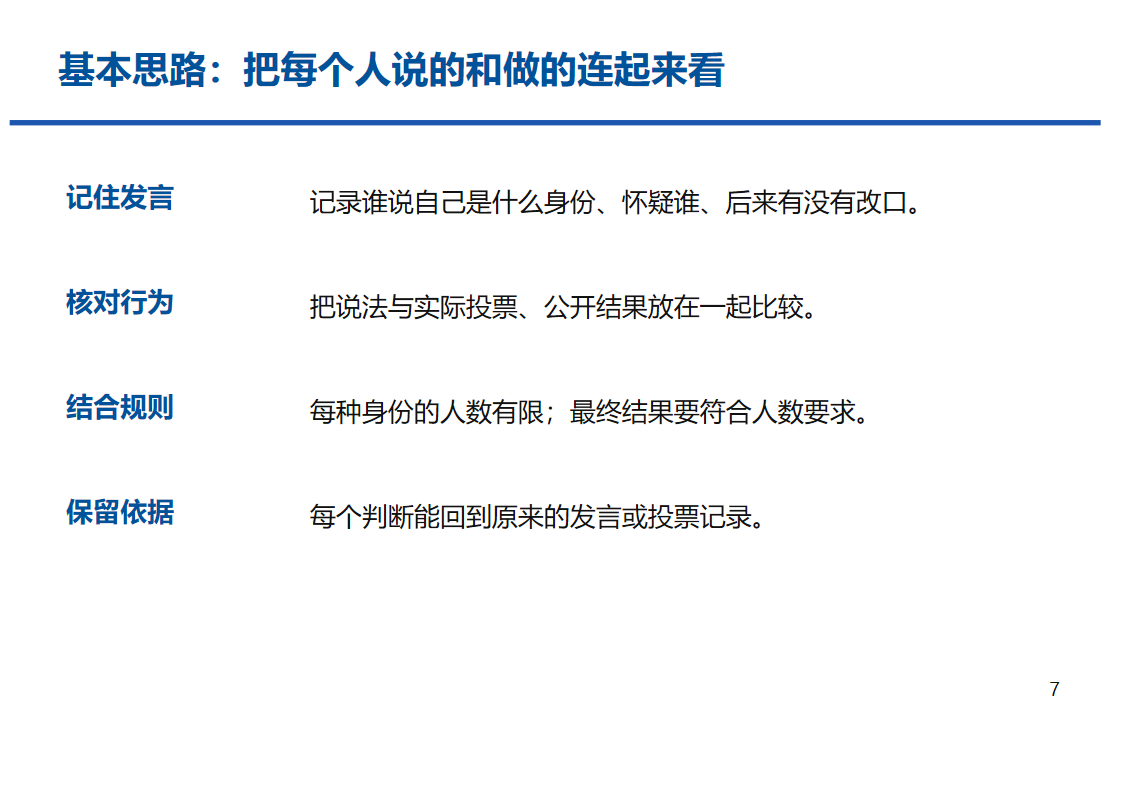 基本思路：把每个人说的和做的连起来看
记住发言
记录谁说自己是什么身份、怀疑谁、后来有没有改口。
核对行为
把说法与实际投票、公开结果放在一起比较。
结合规则
每种身份的人数有限；最终结果要符合人数要求。
保留依据
每个判断能回到原来的发言或投票记录。
7